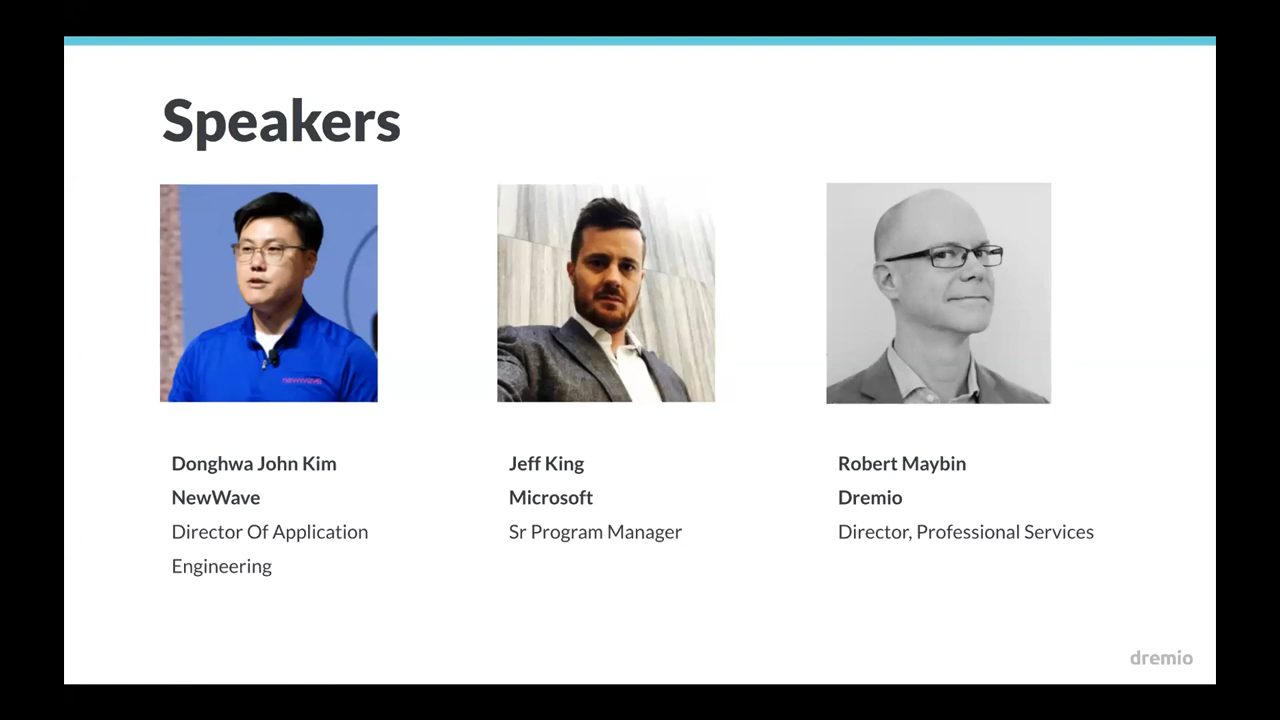 Speakers
newwave
Donghwa John Kim
NewWave
Director Of Application
Engineering
Jeff King
Microsoft
Sr Program Manager
Robert Maybin
Dremio
Director, Professional Services
dremio